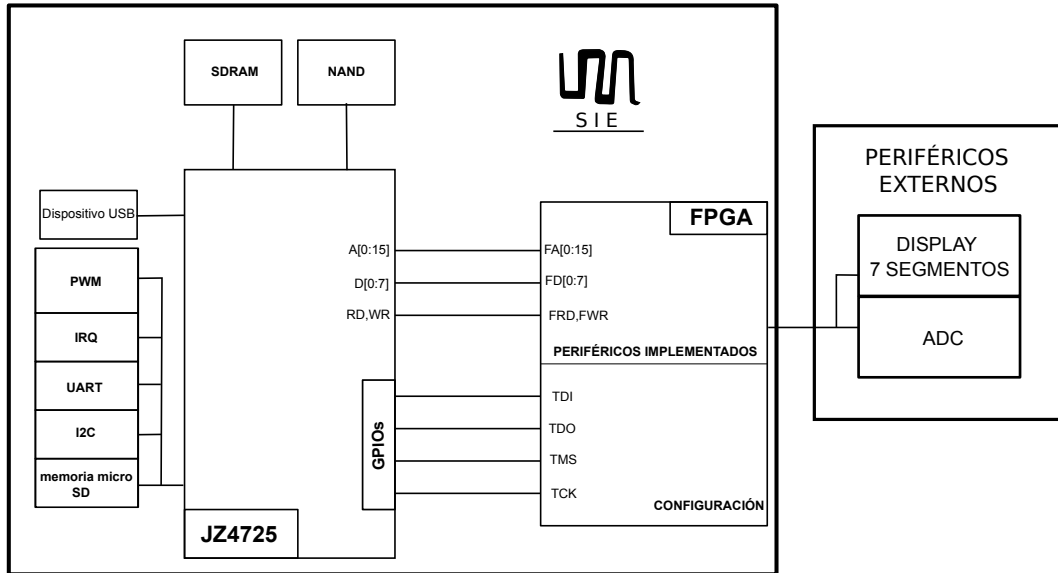 SDRAM
NAND
S I E
Dispositivo USB
PWM
IRQ
UART
I2C
memoria micro
SD
A[0:15]
D[0:7]
RD,WR
GPIOs
JZ4725
FPGA
FA[0:15]
FD[0:7]
FRD,FWR
PERIFÉRICOS IMPLEMENTADOS
TDI
TDO
TMS
TCK
CONFIGURACIÓN
PERIFÉRICOS
EXTERNOS
DISPLAY
7 SEGMENTOS
ADC